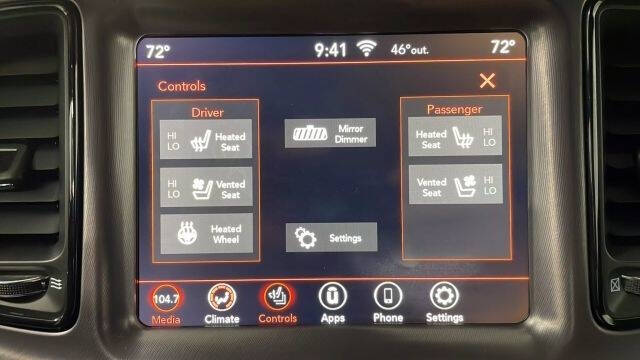 72° 9:41 46°out. 72°
Controls
Driver
HI
LO
Heated
Seat
HI
LO
Vented
Seat
Heated
Wheel
Mirror
Dimmer
Settings
Passenger
Heated
Seat
HI
LO
Vented
Seat
HI
LO
104.7
Media Climate Controls Apps Phone Settings